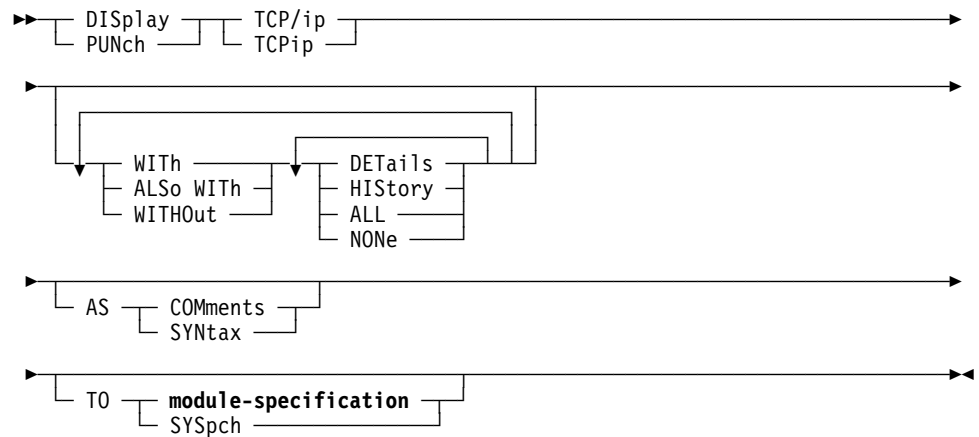 DISplay TCP/ip
PUNch TCPip
WITh DETails
ALSo WITh HIStory
WITHOut ALL
NONe
AS COMments
SYNtax
TO module-specification
SYSpch